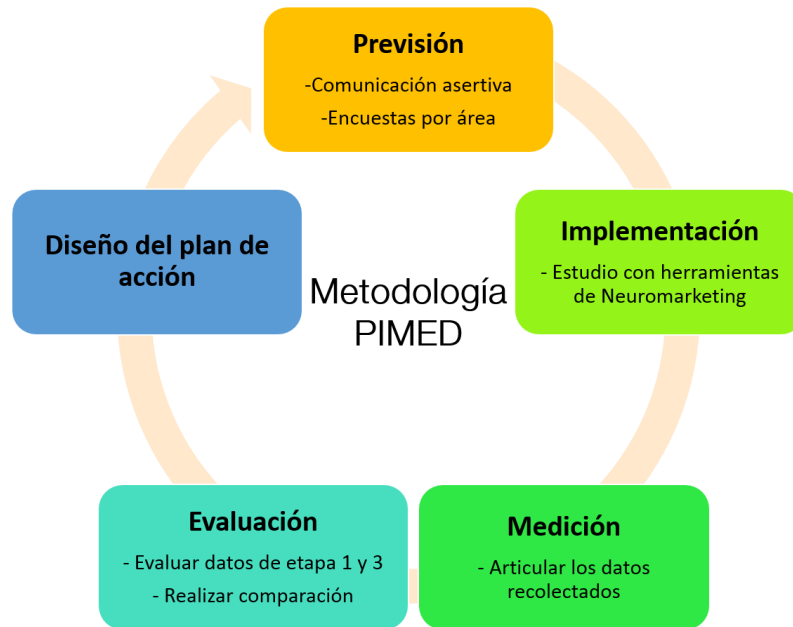 Previsión
-Comunicación asertiva
-Encuestas por área
Implementación
- Estudio con herramientas
de Neuromarketing
Diseño del plan de
acción
Metodología
PIMED
Evaluación
- Evaluar datos de etapa 1 y 3
- Realizar comparación
Medición
- Articular los datos
recolectados